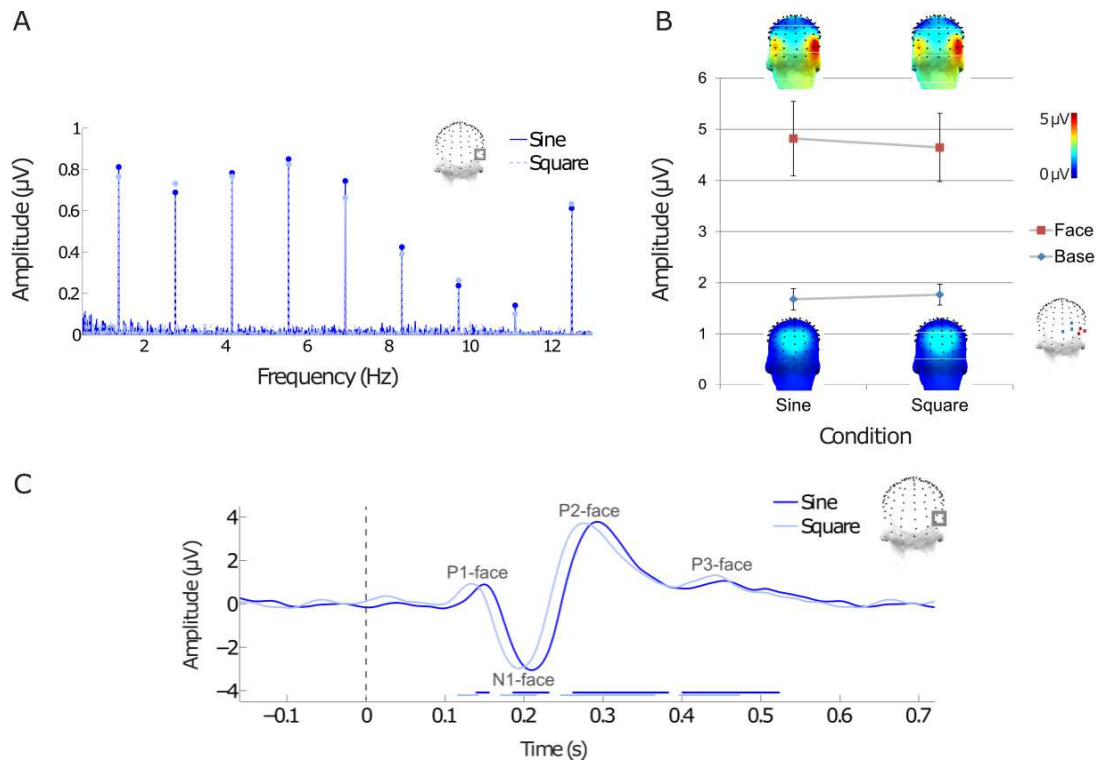 A
1
0.8
0.6
0.4
0.2
0
Amplitude (µV)
2
4
6
8
10
12
Frequency (Hz)
Sine
Square
B
6
5
4
3
2
1
0
Amplitude (µV)
Sine
Square
Condition
5 µV
0 µV
Face
Base
C
4
2
0
−2
−4
Amplitude (µV)
P1-face
N1-face
P2-face
P3-face
Sine
Square
−0.1
0
0.1
0.2
0.3
0.4
0.5
0.6
0.7
Time (s)